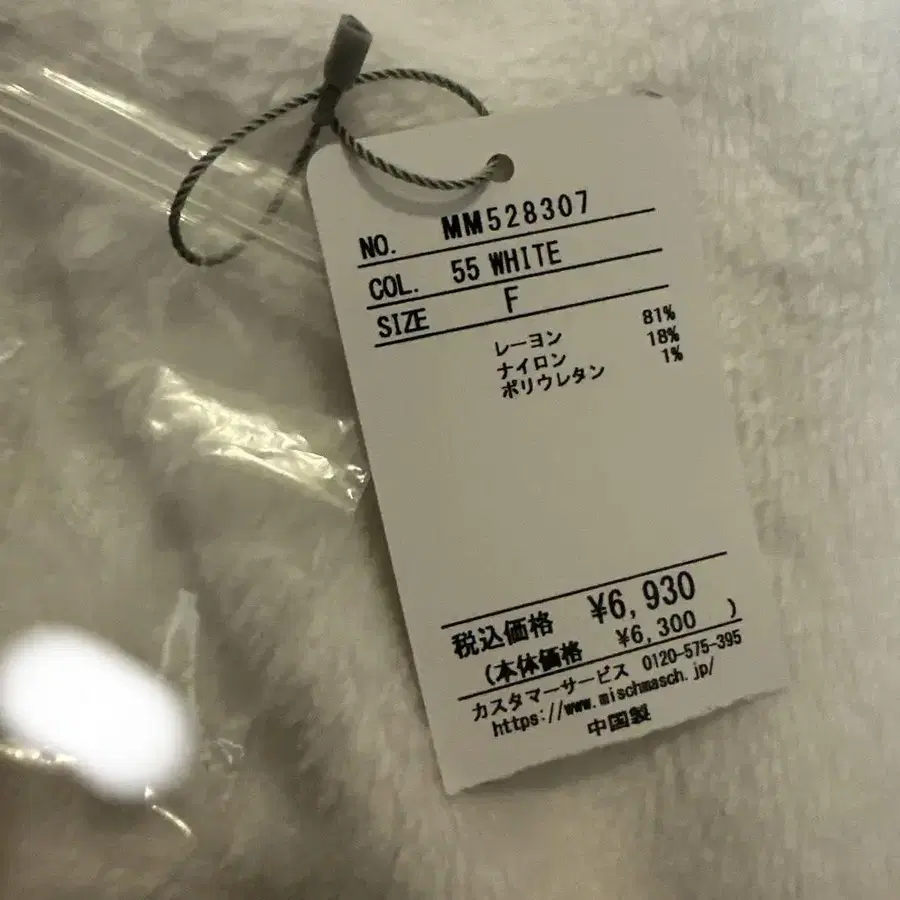 NO. MM528307
COL. 55 WHITE
SIZE F
レーヨン 81%
ナイロン 18%
ポリウレタン 1%
税込価格 ¥6,930
(本体価格 ¥6,300 )
カスタマーサービス 0120-575-395
https://www.mischmasch.jp/
中国製